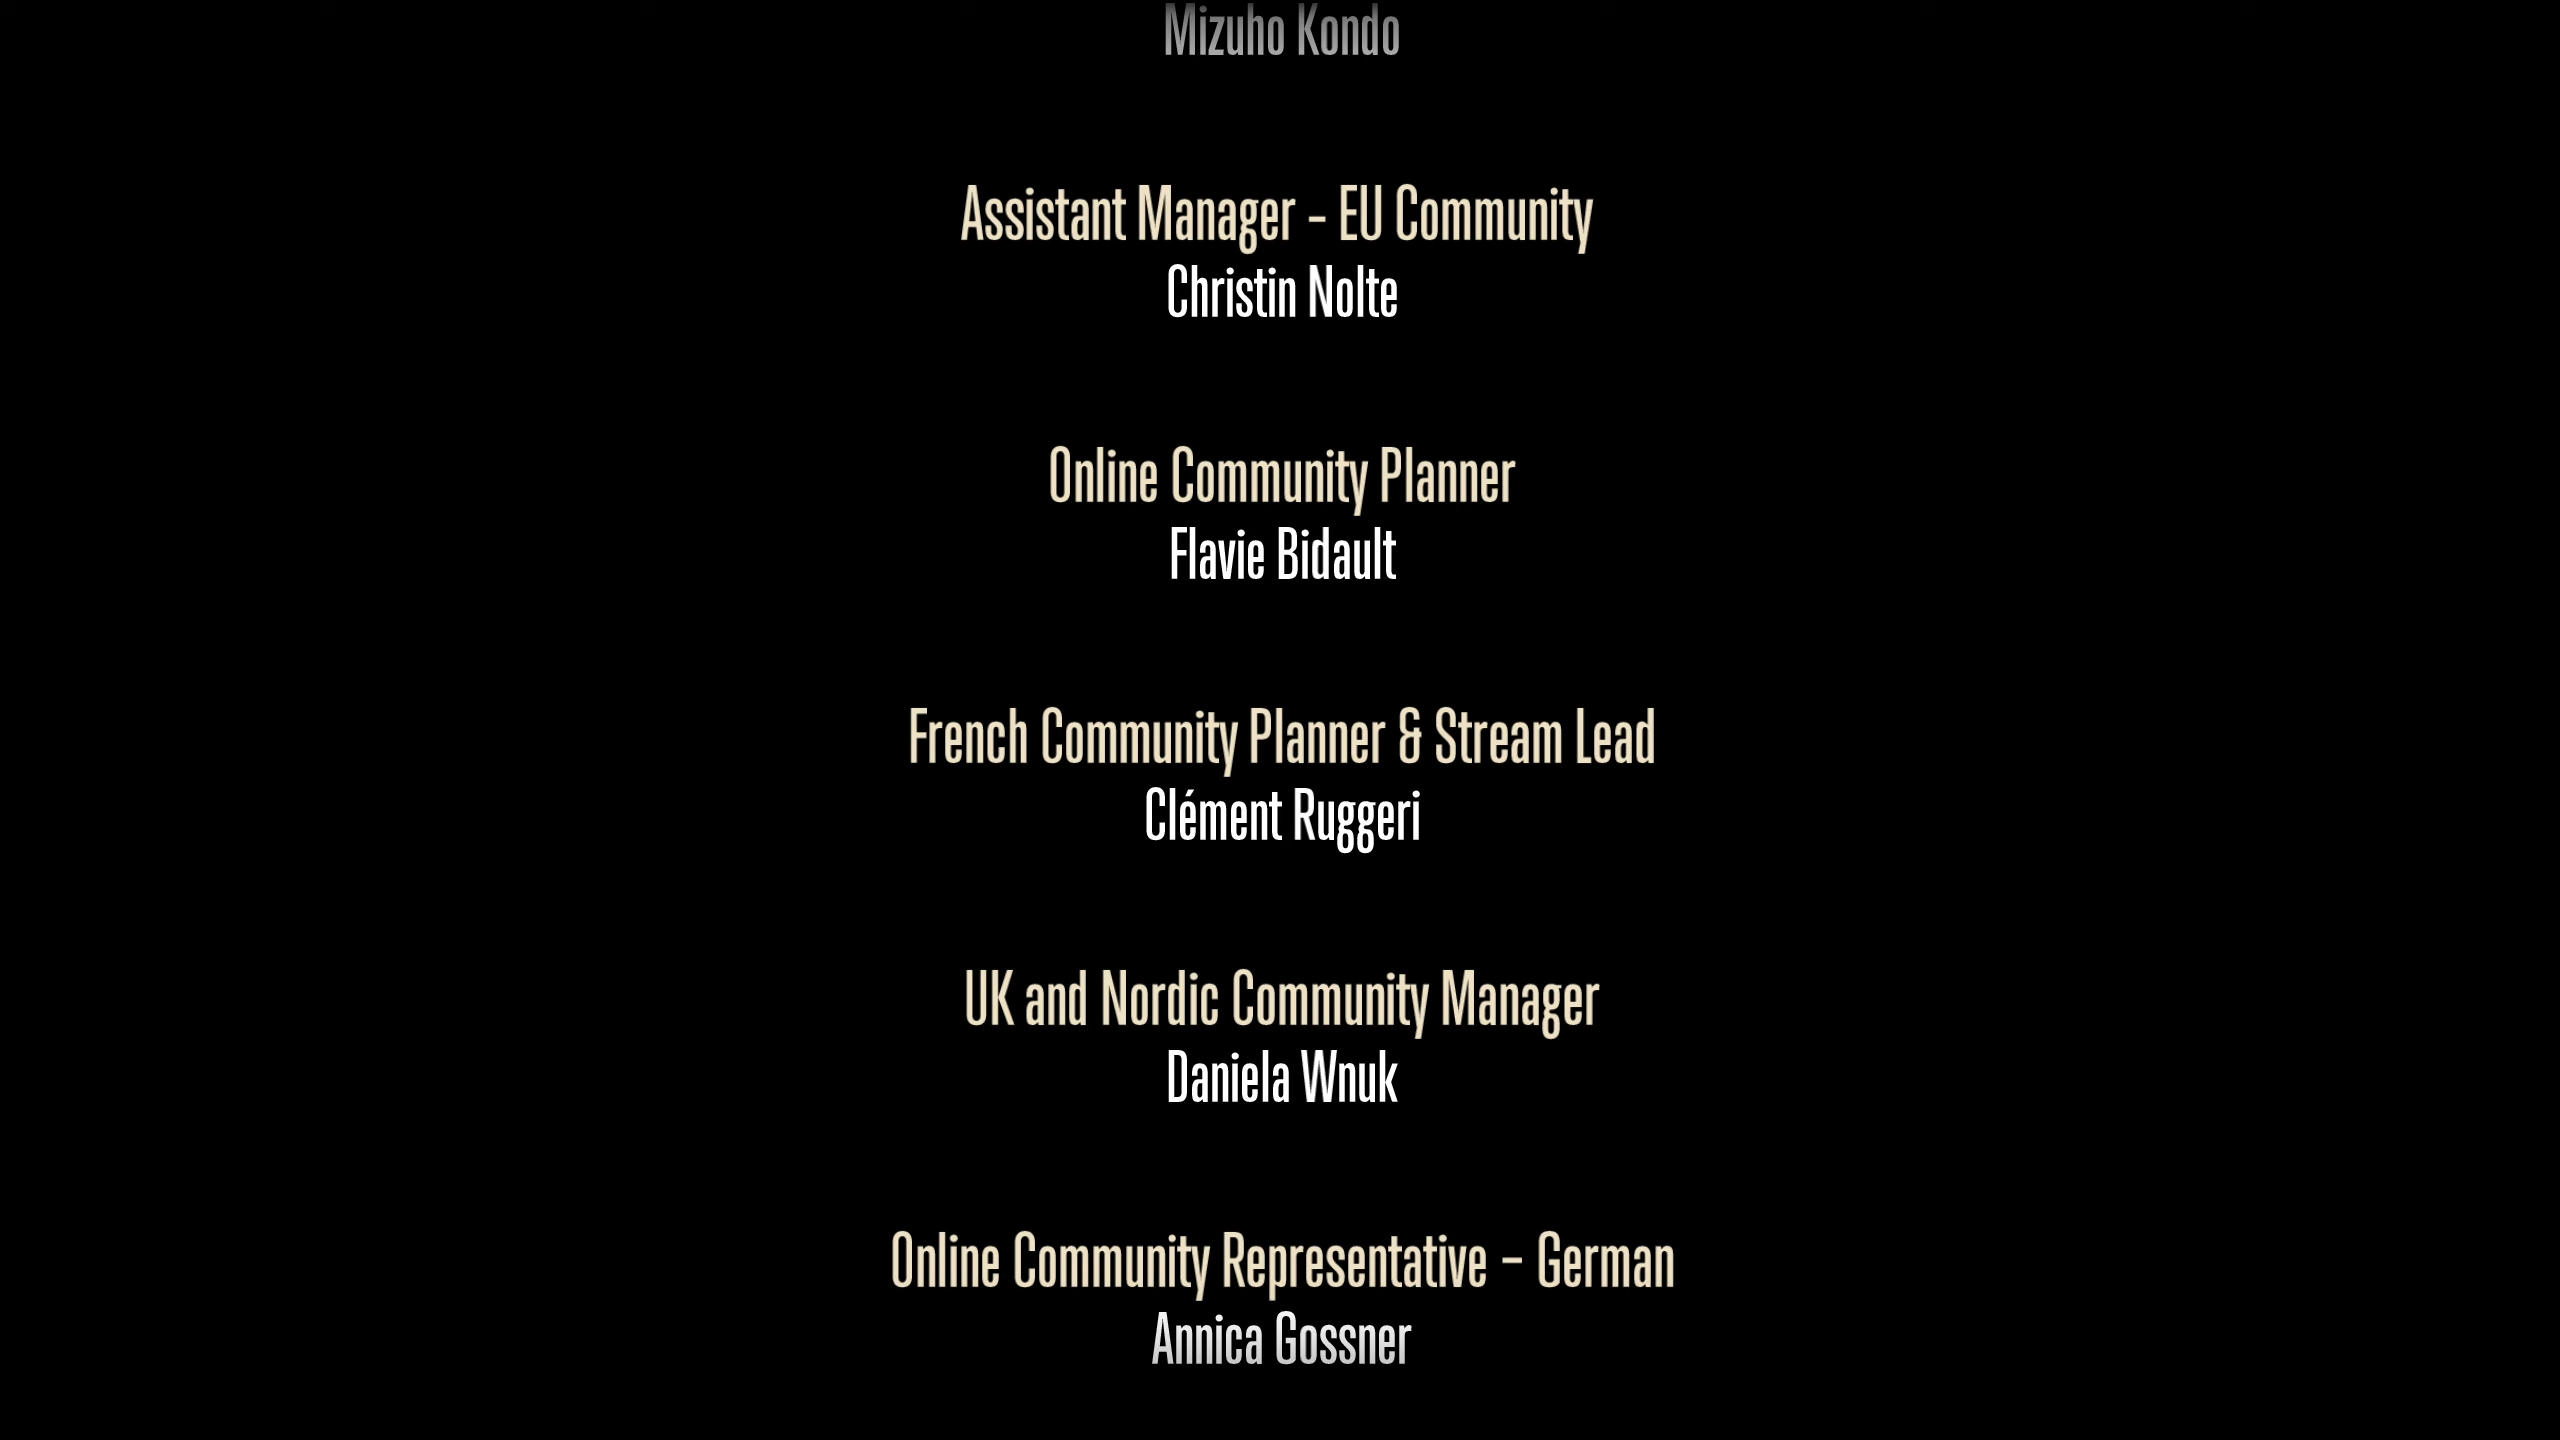 Mizuho Kondo
Assistant Manager - EU Community
Christin Nolte
Online Community Planner
Flavie Bidault
French Community Planner & Stream Lead
Clément Ruggeri
UK and Nordic Community Manager
Daniela Wnuk
Online Community Representative – German
Annica Gossner